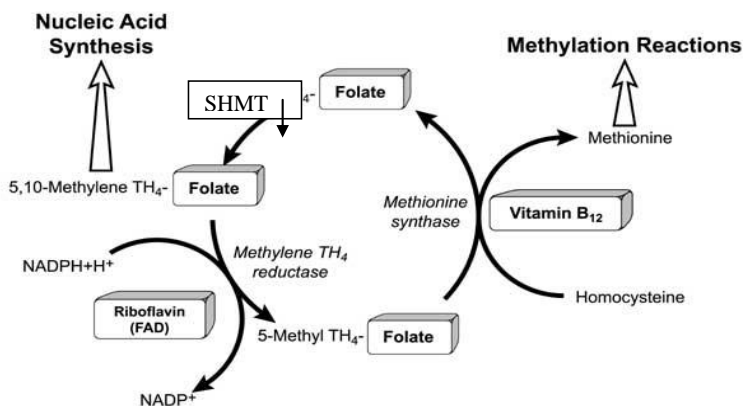 Nucleic Acid
Synthesis
Methylation Reactions
SHMT
₄-
Folate
Methionine
5,10-Methylene TH₄-
Folate
Methionine
synthase
Vitamin B₁₂
NADPH+H⁺
Methylene TH₄
reductase
Riboflavin
(FAD)
Homocysteine
5-Methyl TH₄-
Folate
NADP⁺